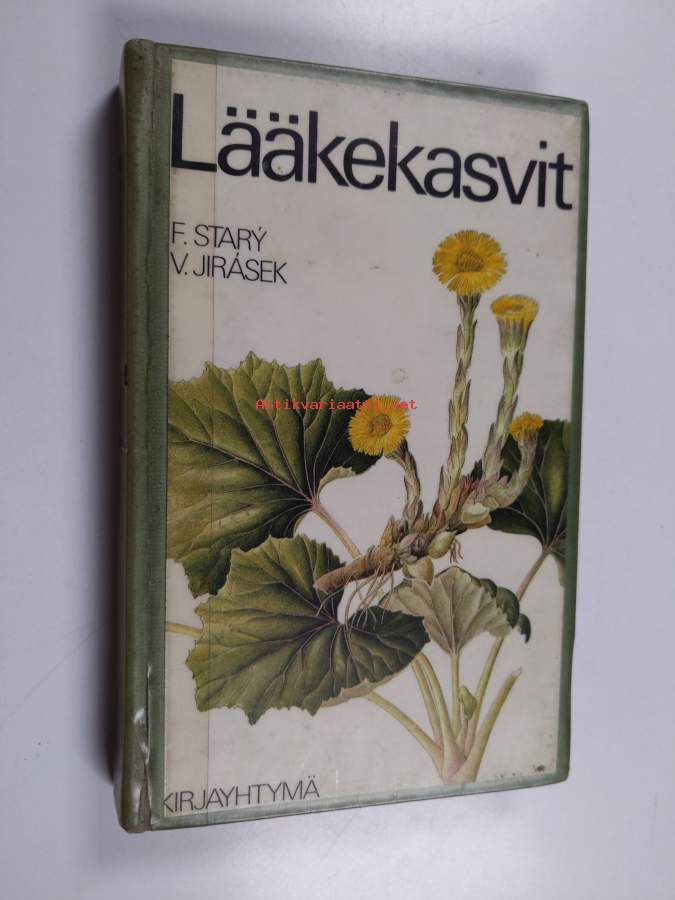 Lääkekasvit
F. STARÝ
V. JIRÁSEK
Antikvariaatti.net
KIRJAYHTYMÄ